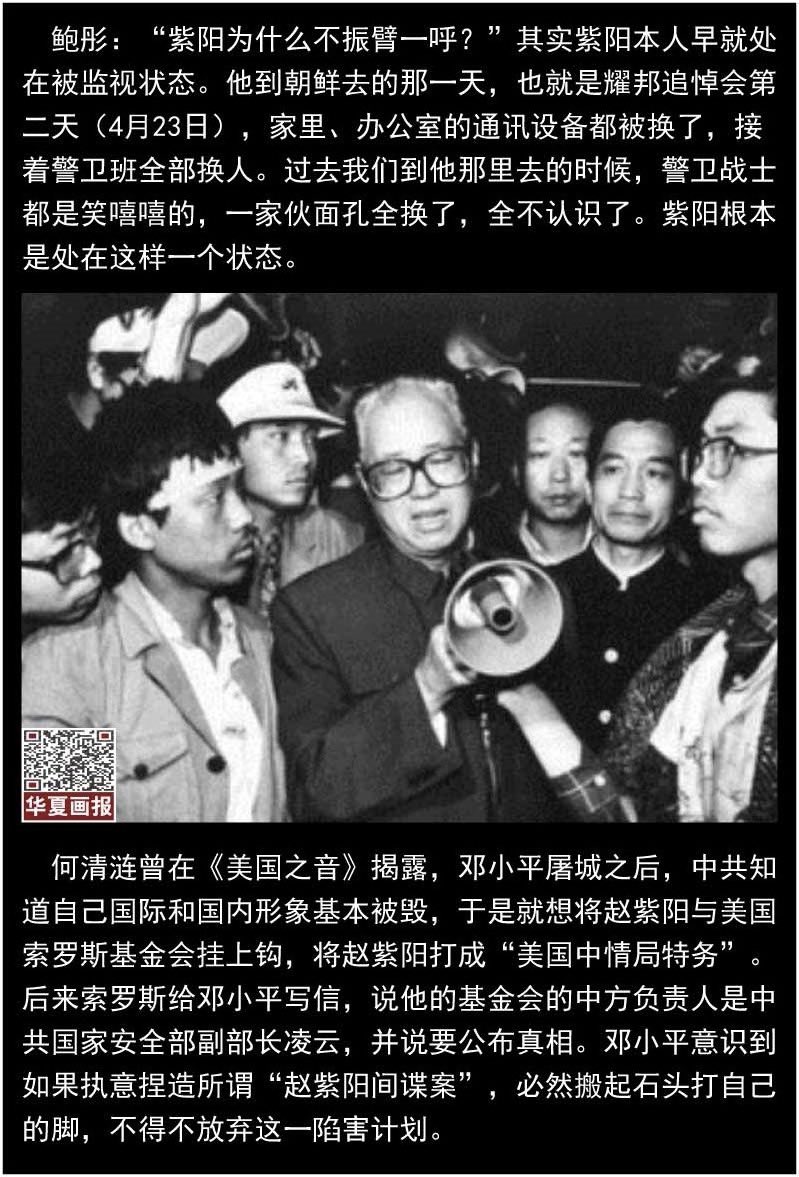 鲍彤：“紫阳为什么不振臂一呼？”其实紫阳本人早就处
在被监视状态。他到朝鲜去的那一天，也就是耀邦追悼会第
二天（4月23日），家里、办公室的通讯设备都被换了，接
着警卫班全部换人。过去我们到他那里去的时候，警卫战士
都是笑嘻嘻的，一家伙面孔全换了，全不认识了。紫阳根本
是处在这样一个状态。
华夏画报
何清涟曾在《美国之音》揭露，邓小平屠城之后，中共知
道自己国际和国内形象基本被毁，于是就想将赵紫阳与美国
索罗斯基金会挂上钩，将赵紫阳打成“美国中情局特务”。
后来索罗斯给邓小平写信，说他的基金会的中方负责人是中
共国家安全部副部长凌云，并说要公布真相。邓小平意识到
如果执意捏造所谓“赵紫阳间谍案”，必然搬起石头打自己
的脚，不得不放弃这一陷害计划。